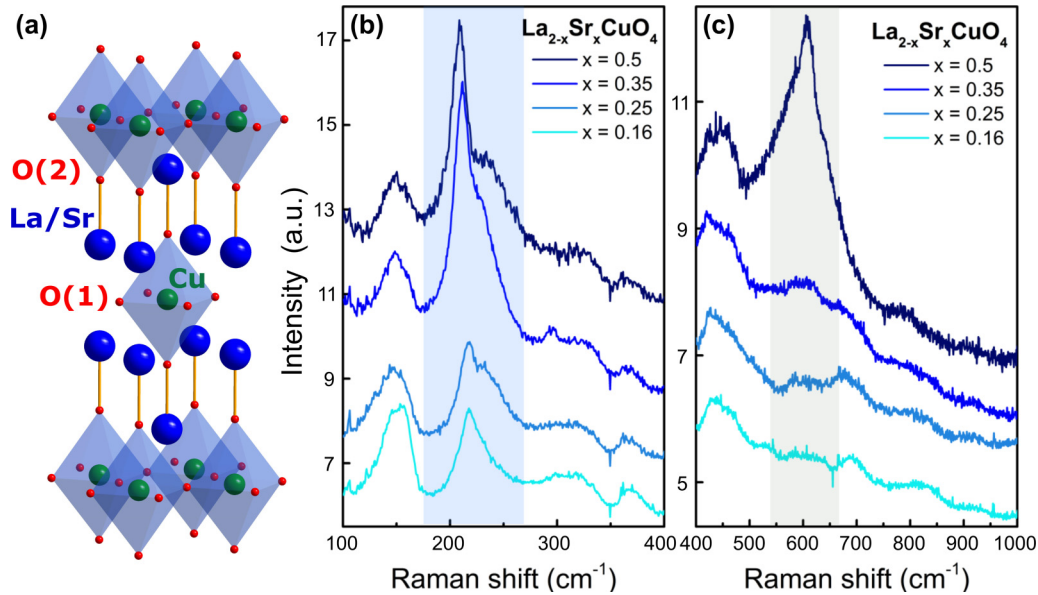 (a)
O(2)
La/Sr
Cu
O(1)
(b)
La₂₋ₓSrₓCuO₄
x = 0.5
x = 0.35
x = 0.25
x = 0.16
17
15
13
11
9
7
Intensity (a.u.)
100
200
300
400
Raman shift (cm⁻¹)
(c)
La₂₋ₓSrₓCuO₄
x = 0.5
x = 0.35
x = 0.25
x = 0.16
11
9
7
5
400
500
600
700
800
900
1000
Raman shift (cm⁻¹)